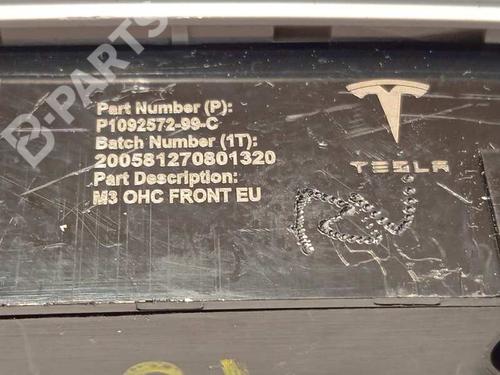 B-PARTS
Part Number (P):
P1092572-99-C
Batch Number (1T):
200581270801320
Part Description:
M3 OHC FRONT EU
TESLA